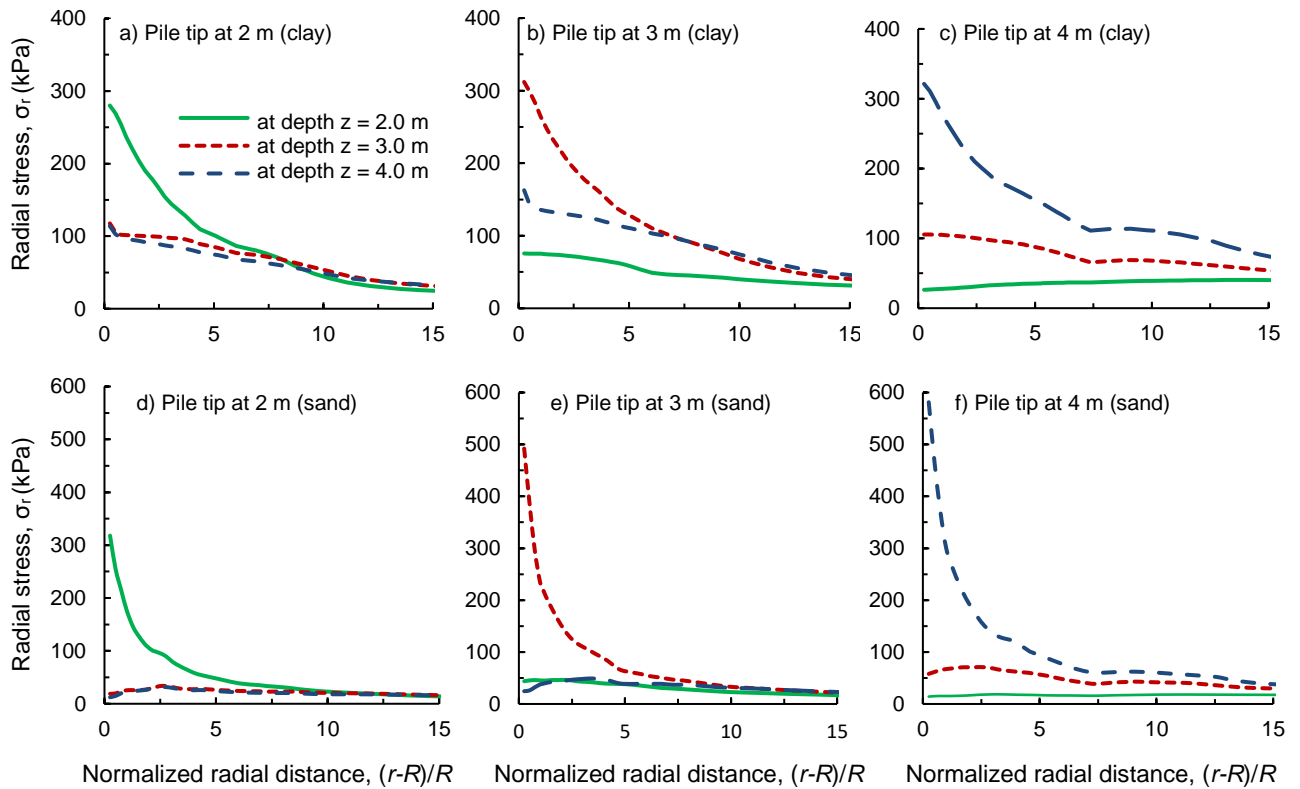 a) Pile tip at 2 m (clay)
Radial stress, σr (kPa)
400
300
200
100
0
0 5 10 15
at depth z = 2.0 m
at depth z = 3.0 m
at depth z = 4.0 m
b) Pile tip at 3 m (clay)
400
300
200
100
0
0 5 10 15
c) Pile tip at 4 m (clay)
400
300
200
100
0
0 5 10 15
d) Pile tip at 2 m (sand)
Radial stress, σr (kPa)
600
500
400
300
200
100
0
0 5 10 15
Normalized radial distance, (r-R)/R
e) Pile tip at 3 m (sand)
600
500
400
300
200
100
0
0 5 10 15
Normalized radial distance, (r-R)/R
f) Pile tip at 4 m (sand)
600
500
400
300
200
100
0
0 5 10 15
Normalized radial distance, (r-R)/R